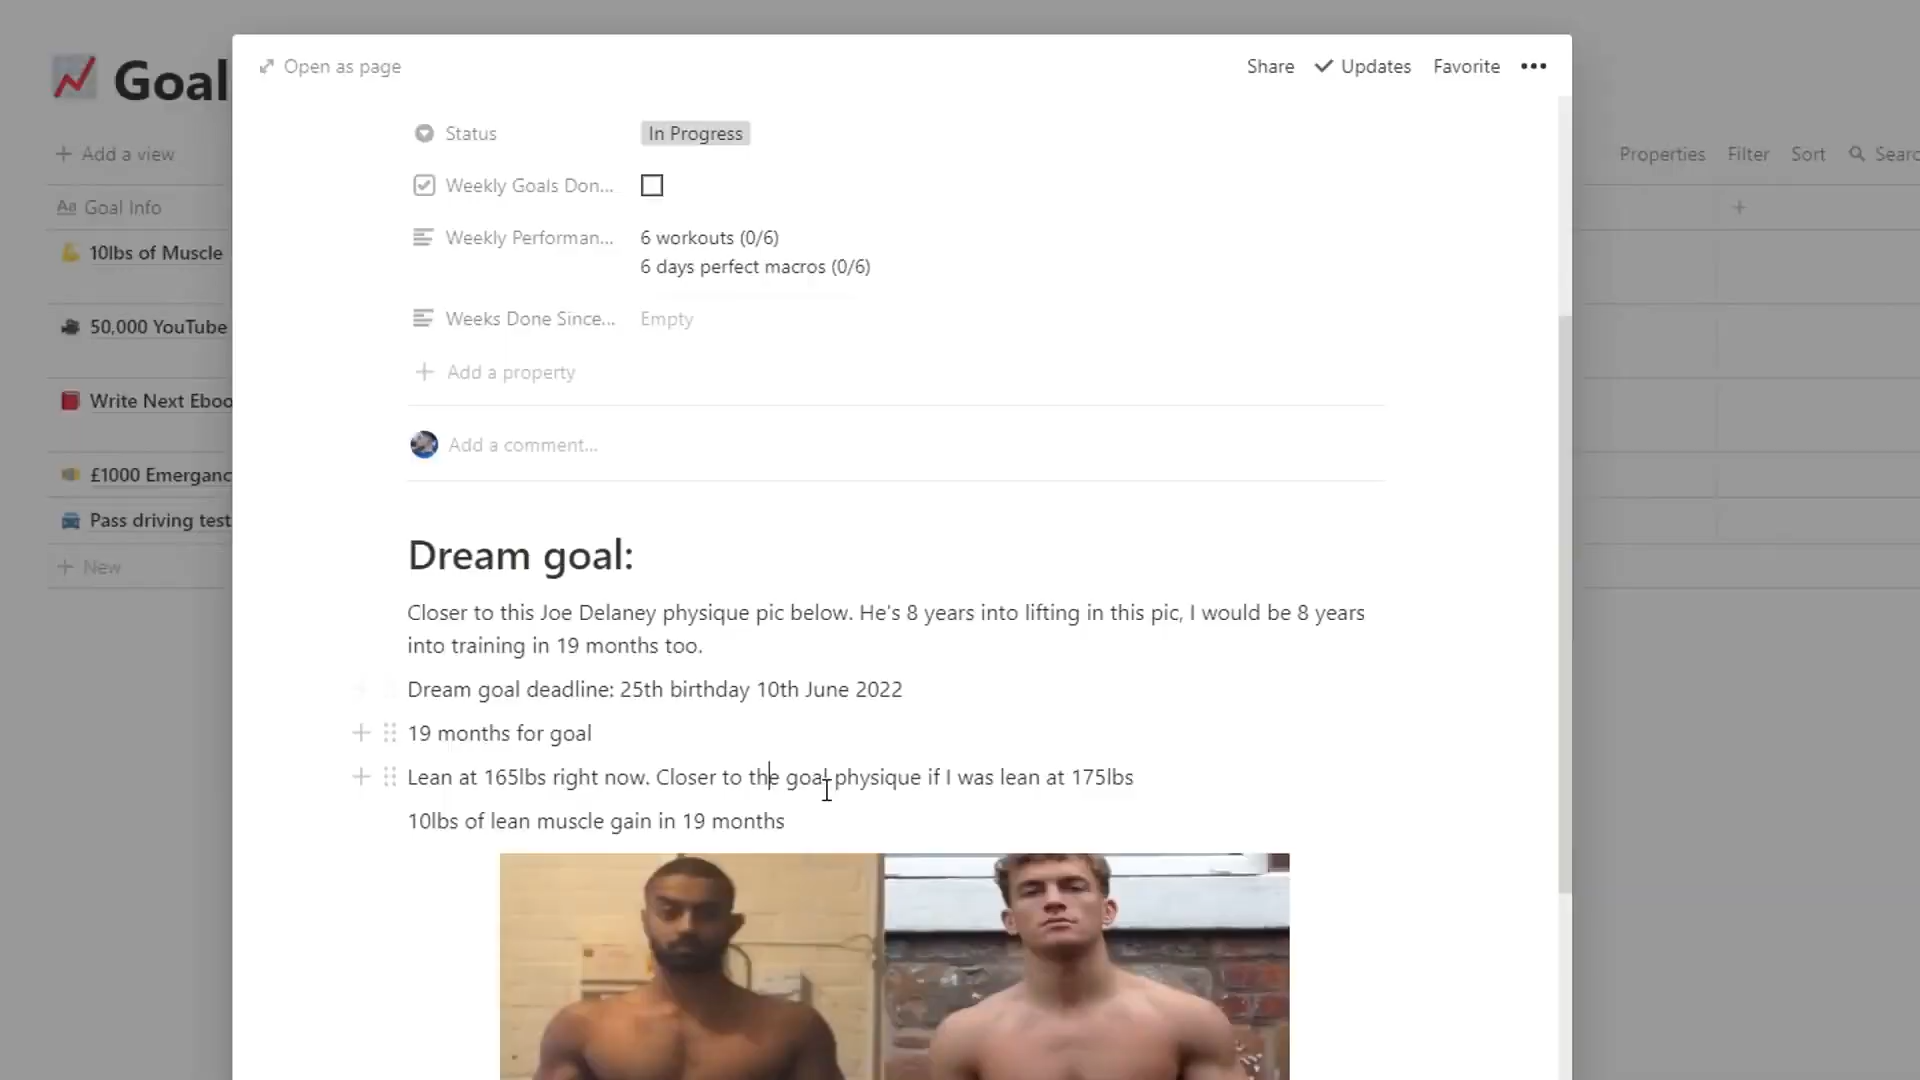 Open as page
Share
Updates
Favorite
Goal
Add a view
Properties
Filter
Sort
Searc
Aa Goal Info
10lbs of Muscle
50,000 YouTube
Write Next Eboo
£1000 Emerganc
Pass driving test
New
Status
In Progress
Weekly Goals Don...
Weekly Performan...
6 workouts (0/6)
6 days perfect macros (0/6)
Weeks Done Since...
Empty
Add a property
Add a comment...
Dream goal:
Closer to this Joe Delaney physique pic below. He's 8 years into lifting in this pic, I would be 8 years
into training in 19 months too.
Dream goal deadline: 25th birthday 10th June 2022
19 months for goal
Lean at 165lbs right now. Closer to the goal physique if I was lean at 175lbs
10lbs of lean muscle gain in 19 months